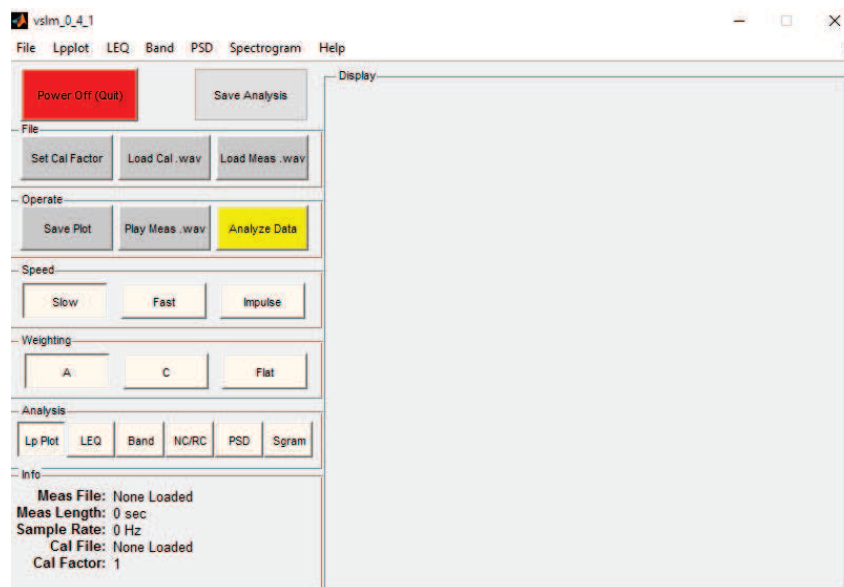 vslm_0_4_1
File Lpplot LEQ Band PSD Spectrogram Help
Power Off (Quit) Save Analysis
Display
File
Set Cal Factor Load Cal .wav Load Meas .wav
Operate
Save Plot Play Meas .wav Analyze Data
Speed
Slow Fast Impulse
Weighting
A C Flat
Analysis
Lp Plot LEQ Band NC/RC PSD Sgram
Info
Meas File: None Loaded
Meas Length: 0 sec
Sample Rate: 0 Hz
Cal File: None Loaded
Cal Factor: 1